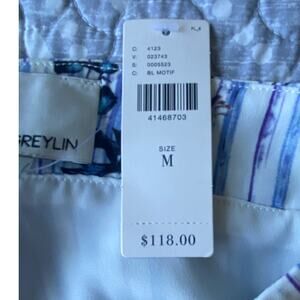 C: 4123
V: 023743
S: 0005523
C: BL MOTIF
41468703
GREYLIN
SIZE
M
$118.00